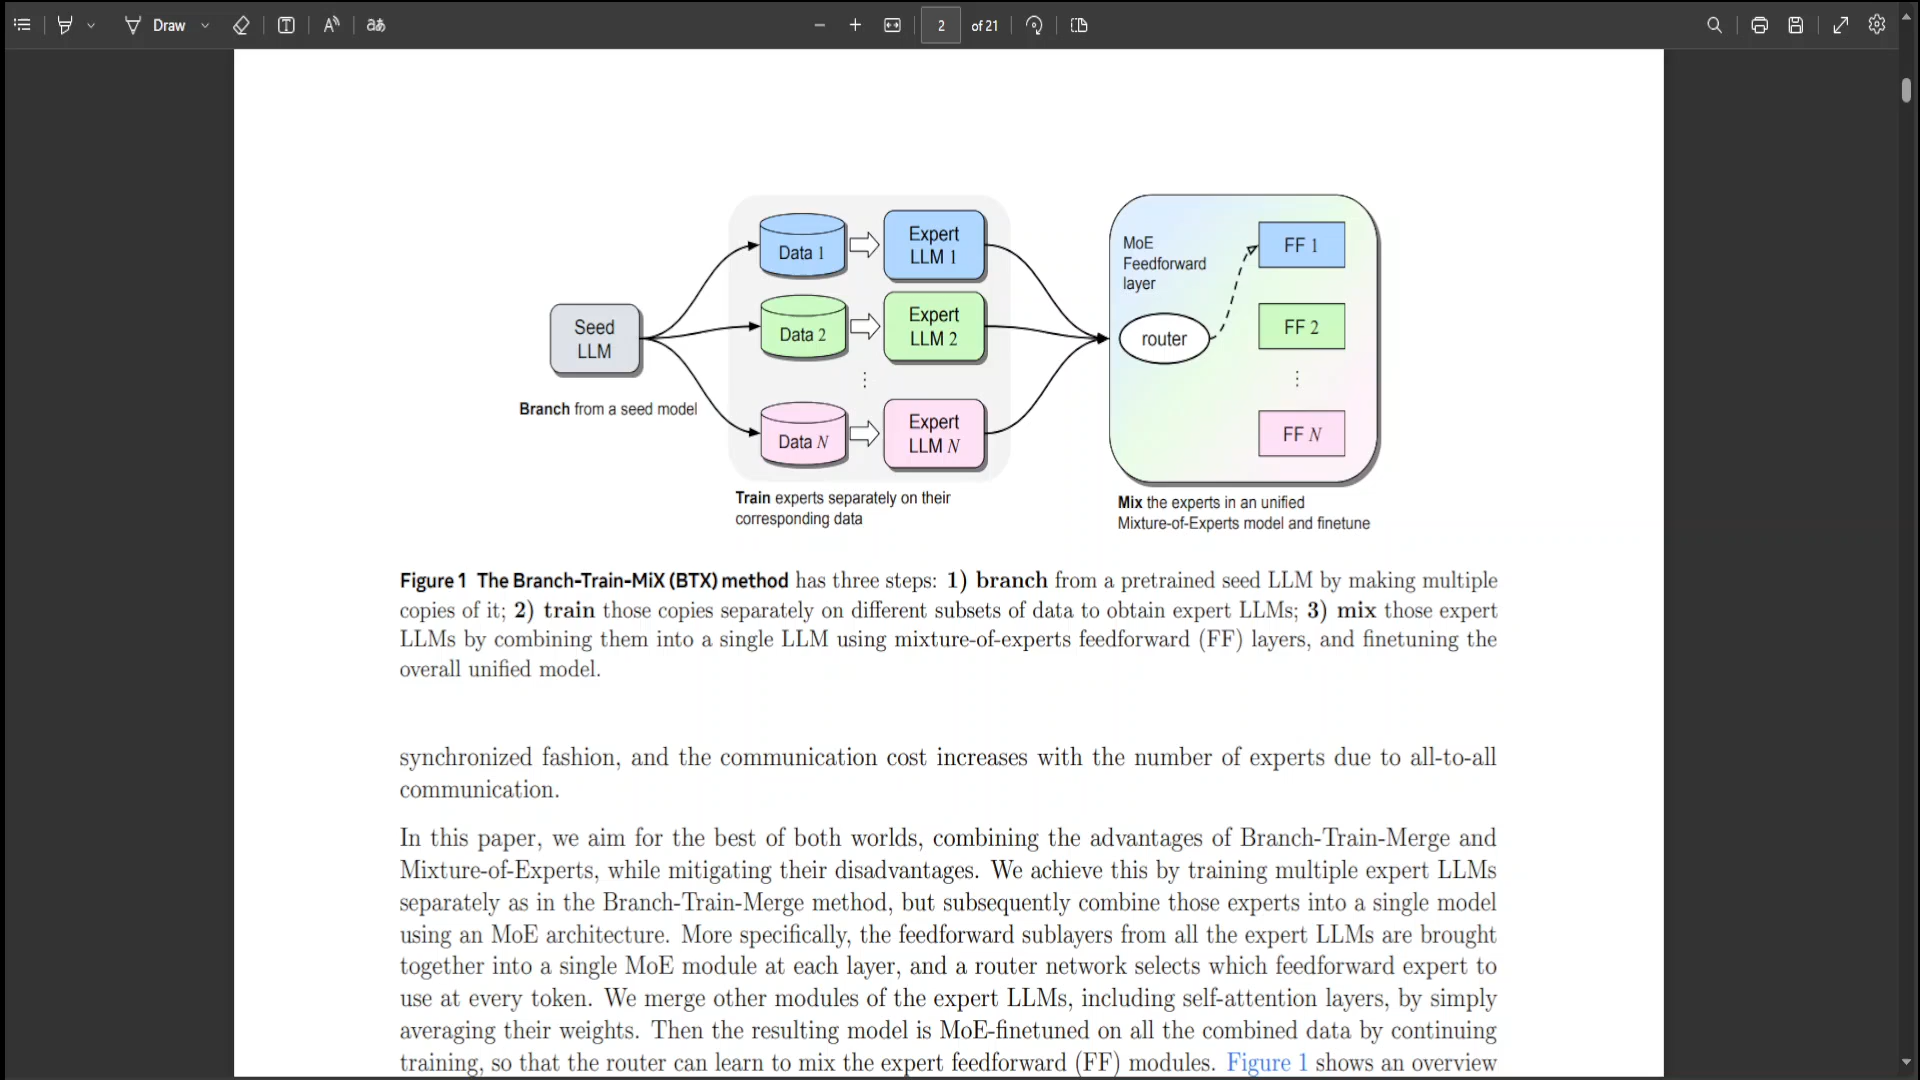 Draw
2
of 21
Data 1
Expert
LLM 1
MoE
Feedforward
layer
FF 1
Seed
LLM
Data 2
Expert
LLM 2
router
FF 2
⋮
⋮
Branch from a seed model
Data N
Expert
LLM N
FF N
Train experts separately on their
corresponding data
Mix the experts in an unified
Mixture-of-Experts model and finetune
Figure 1 The Branch-Train-MiX (BTX) method has three steps: 1) branch from a pretrained seed LLM by making multiple
copies of it; 2) train those copies separately on different subsets of data to obtain expert LLMs; 3) mix those expert
LLMs by combining them into a single LLM using mixture-of-experts feedforward (FF) layers, and finetuning the
overall unified model.
synchronized fashion, and the communication cost increases with the number of experts due to all-to-all
communication.
In this paper, we aim for the best of both worlds, combining the advantages of Branch-Train-Merge and
Mixture-of-Experts, while mitigating their disadvantages. We achieve this by training multiple expert LLMs
separately as in the Branch-Train-Merge method, but subsequently combine those experts into a single model
using an MoE architecture. More specifically, the feedforward sublayers from all the expert LLMs are brought
together into a single MoE module at each layer, and a router network selects which feedforward expert to
use at every token. We merge other modules of the expert LLMs, including self-attention layers, by simply
averaging their weights. Then the resulting model is MoE-finetuned on all the combined data by continuing
training, so that the router can learn to mix the expert feedforward (FF) modules. Figure 1 shows an overview